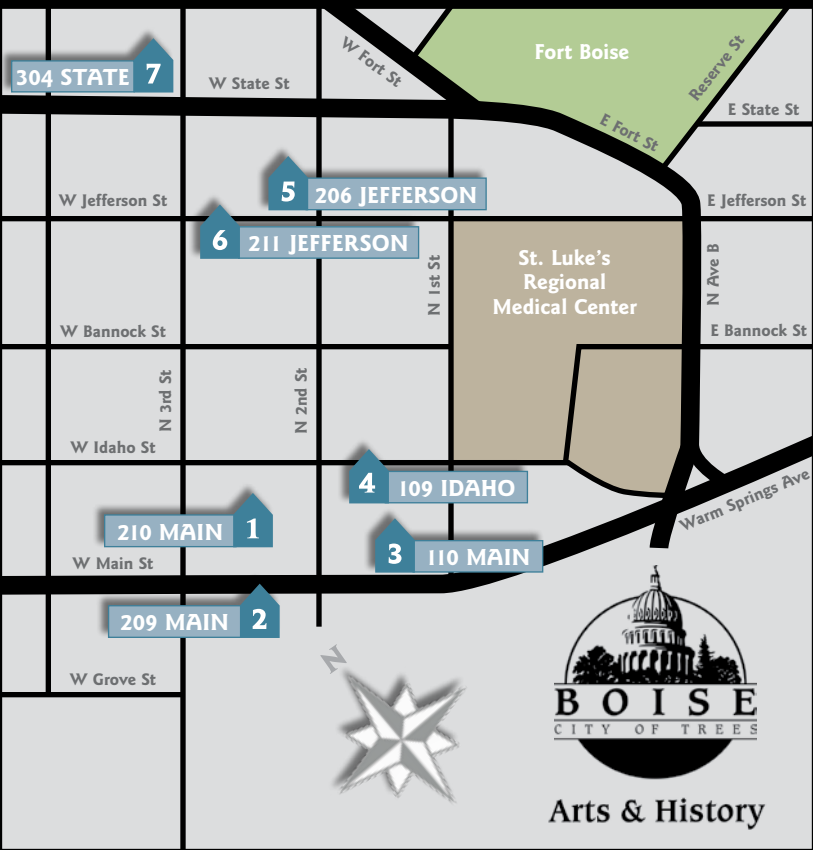 W Fort St
Fort Boise
Reserve St
304 STATE 7
W State St
E State St
E Fort St
5 206 JEFFERSON
W Jefferson St
E Jefferson St
6 211 JEFFERSON
N 1st St
St. Luke's
Regional
Medical Center
N Ave B
W Bannock St
E Bannock St
N 3rd St
N 2nd St
W Idaho St
4 109 IDAHO
210 MAIN 1
Warm Springs Ave
3 110 MAIN
W Main St
209 MAIN 2
N
W Grove St
BOISE
CITY OF TREES
Arts & History